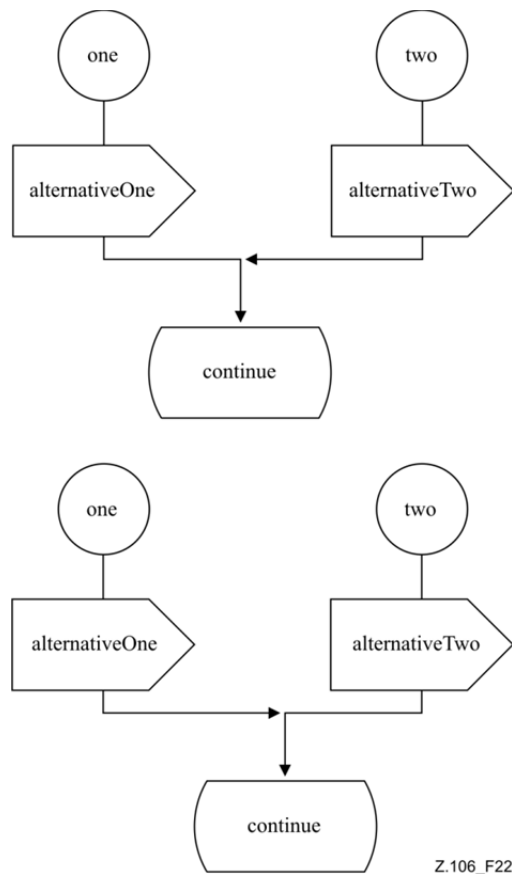 one
two
alternativeOne
alternativeTwo
continue
one
two
alternativeOne
alternativeTwo
continue
Z.106_F22